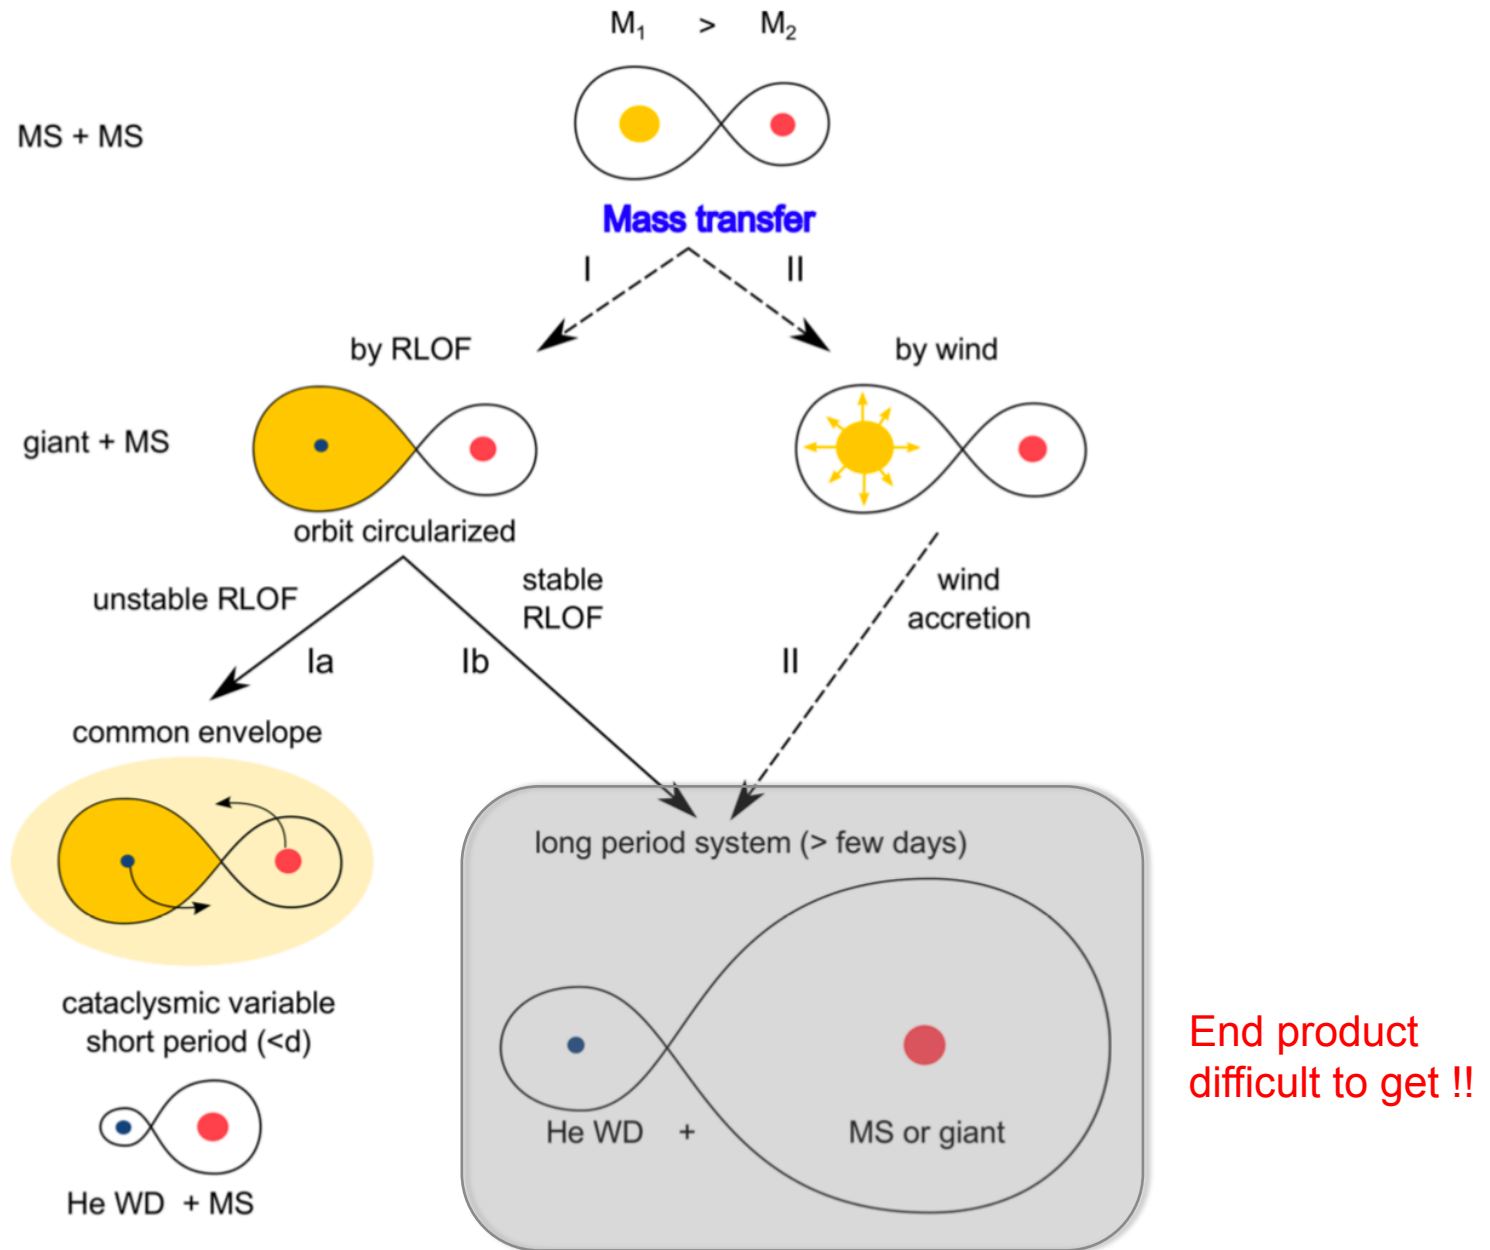 M₁ > M₂
MS + MS
Mass transfer
I
II
by RLOF
by wind
giant + MS
orbit circularized
unstable RLOF
stable
RLOF
wind
accretion
Ia
Ib
II
common envelope
long period system (> few days)
cataclysmic variable
short period (<d)
End product
difficult to get !!
He WD + MS or giant
He WD + MS